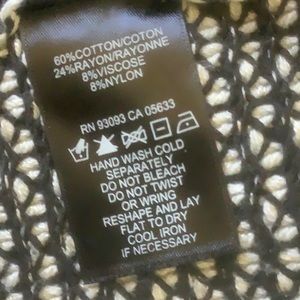 60%COTTON/COTON
24%RAYON/RAYONNE
8%VISCOSE
8%NYLON
RN 93093 CA 05633
HAND WASH COLD
SEPARATELY
DO NOT BLEACH
DO NOT TWIST
OR WRING
RESHAPE AND LAY
FLAT TO DRY
COOL IRON
IF NECESSARY